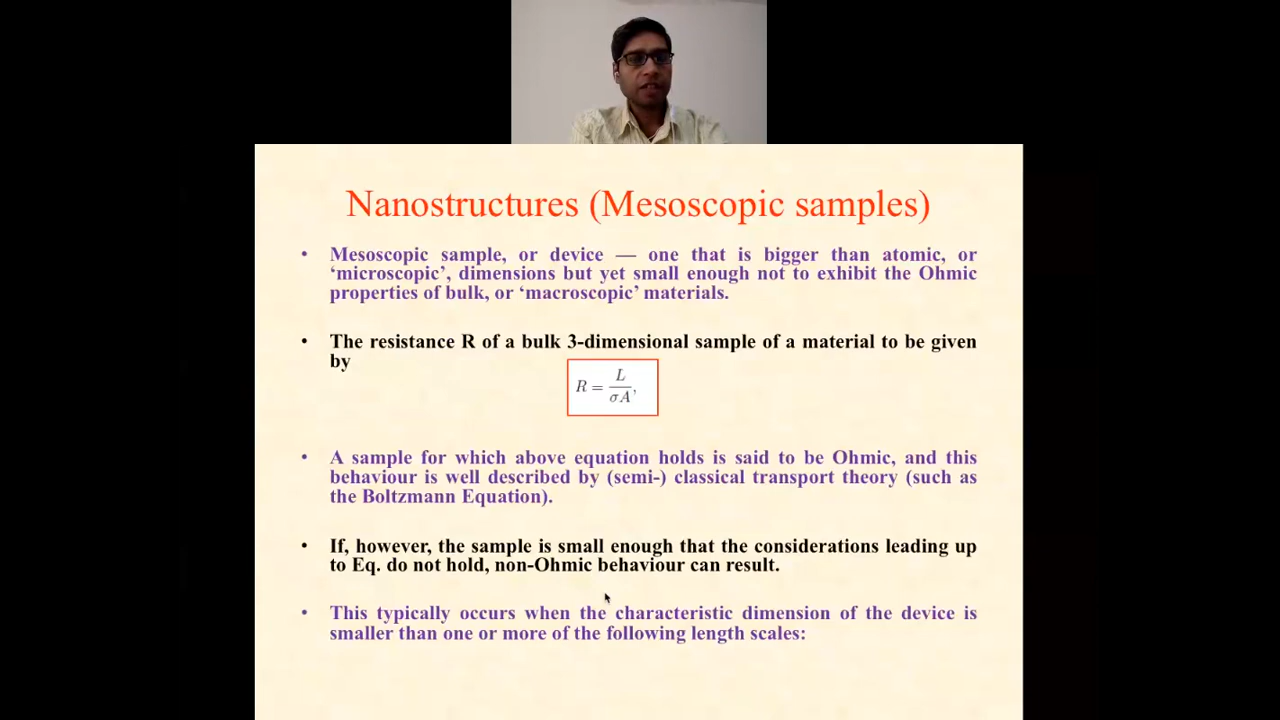 Nanostructures (Mesoscopic samples)
• Mesoscopic sample, or device — one that is bigger than atomic, or
‘microscopic’, dimensions but yet small enough not to exhibit the Ohmic
properties of bulk, or ‘macroscopic’ materials.
• The resistance R of a bulk 3-dimensional sample of a material to be given
by
R = L/σA,
• A sample for which above equation holds is said to be Ohmic, and this
behaviour is well described by (semi-) classical transport theory (such as
the Boltzmann Equation).
• If, however, the sample is small enough that the considerations leading up
to Eq. do not hold, non-Ohmic behaviour can result.
• This typically occurs when the characteristic dimension of the device is
smaller than one or more of the following length scales: